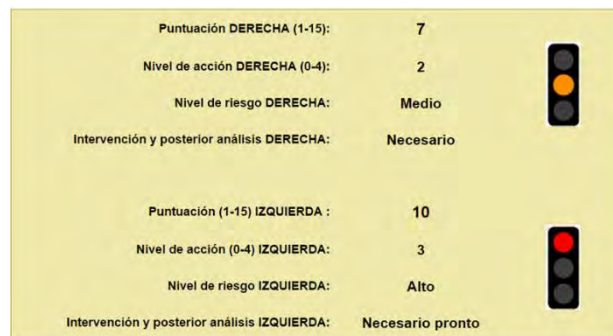 Puntuación DERECHA (1-15): 7
Nivel de acción DERECHA (0-4): 2
Nivel de riesgo DERECHA: Medio
Intervención y posterior análisis DERECHA: Necesario
Puntuación (1-15) IZQUIERDA : 10
Nivel de acción (0-4) IZQUIERDA: 3
Nivel de riesgo IZQUIERDA: Alto
Intervención y posterior análisis IZQUIERDA: Necesario pronto